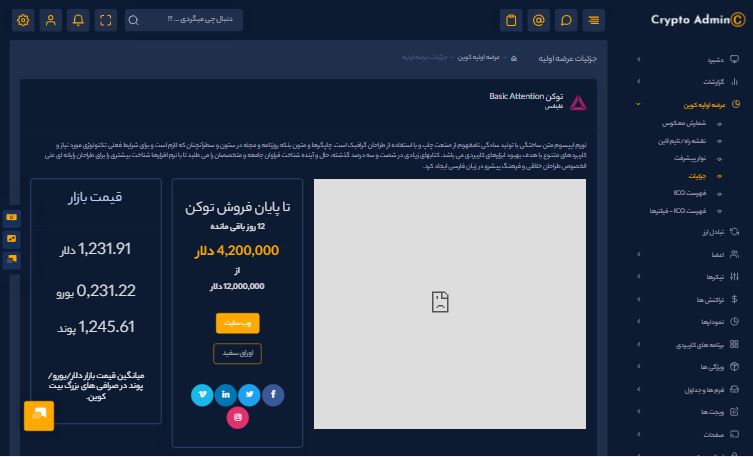 Crypto Admin
دنبال چی میگردی ... ؟!
دشبرد
گزارشات
عرضه اولیه کوین
شمارش معکوس
نقشه راه/تایم لاین
نوار پیشرفت
جزئیات
فهرست ICO
فهرست ICO - فیلترها
تبادل ارز
اعضا
تیکرها
تراکنش ها
نمودارها
برنامه های کاربردی
ویژگی ها
فرم ها و جداول
ویجت ها
صفحات
جزئیات عرضه اولیه
عرضه اولیه کوین - جزئیات عرضه اولیه
توکن Basic Attention
فایننس
لورم ایپسوم متن ساختگی با تولید سادگی نامفهوم از صنعت چاپ و با استفاده از طراحان گرافیک است. چاپگرها و متون بلکه روزنامه و مجله در ستون و سطرآنچنان که لازم است و برای شرایط فعلی تکنولوژی مورد نیاز و
کاربردهای متنوع با هدف بهبود ابزارهای کاربردی می باشد. کتابهای زیادی در شصت و سه درصد گذشته، حال و آینده شناخت فراوان جامعه و متخصصان را می طلبد تا با نرم افزارها شناخت بیشتری را برای طراحان رایانه ای علی
الخصوص طراحان خلاقی و فرهنگ پیشرو در زبان فارسی ایجاد کرد.
تا پایان فروش توکن
12 روز باقی مانده
4,200,000 دلار
از
12,000,000 دلار
وب سایت
اوراق سفید
قیمت بازار
1,231.91 دلار
0,231.22 یورو
1,245.61 پوند
میانگین قیمت بازار دلار/یورو/
پوند در صرافی های بزرگ بیت
کوین.